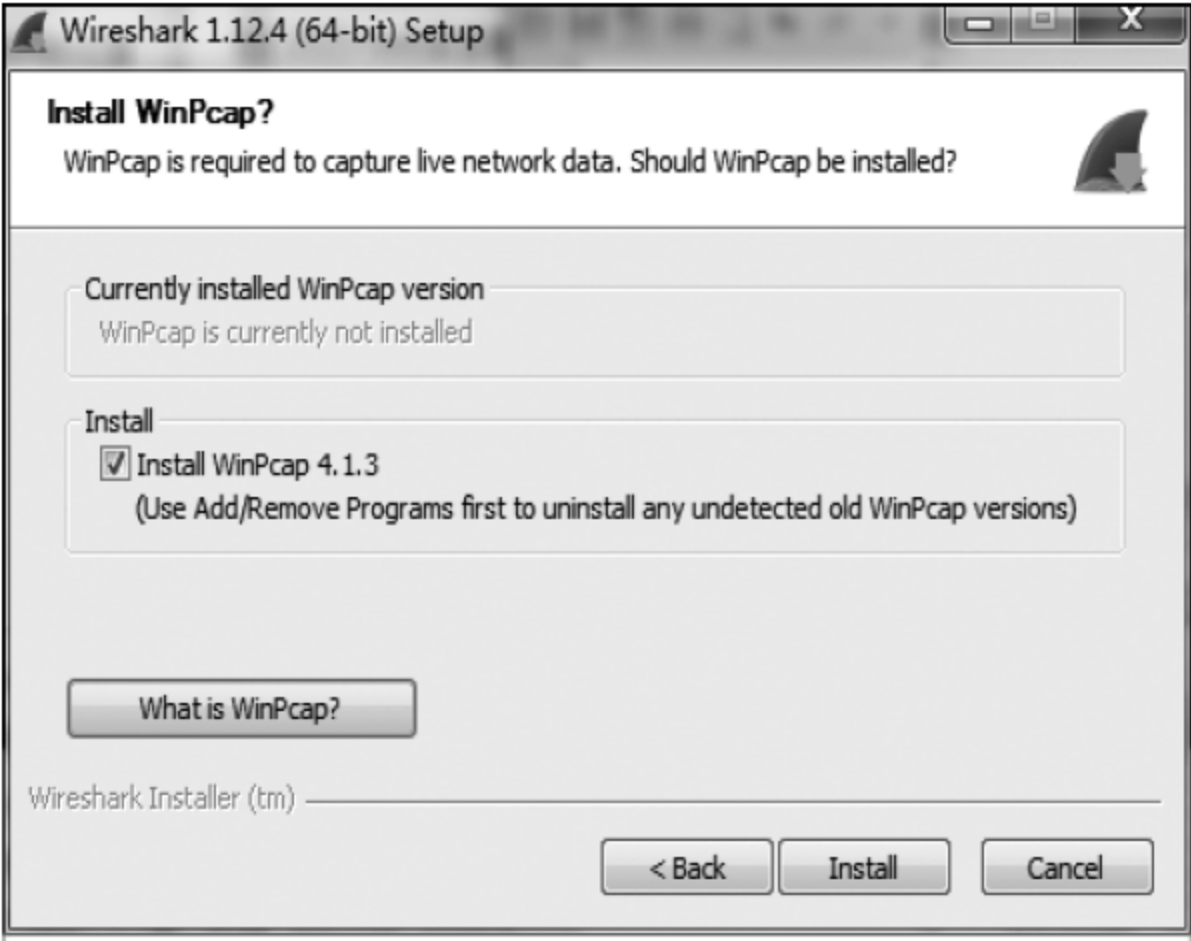 Wireshark 1.12.4 (64-bit) Setup
Install WinPcap?
WinPcap is required to capture live network data. Should WinPcap be installed?
Currently installed WinPcap version
WinPcap is currently not installed
Install
Install WinPcap 4.1.3
(Use Add/Remove Programs first to uninstall any undetected old WinPcap versions)
What is WinPcap?
Wireshark Installer (tm)
< Back
Install
Cancel